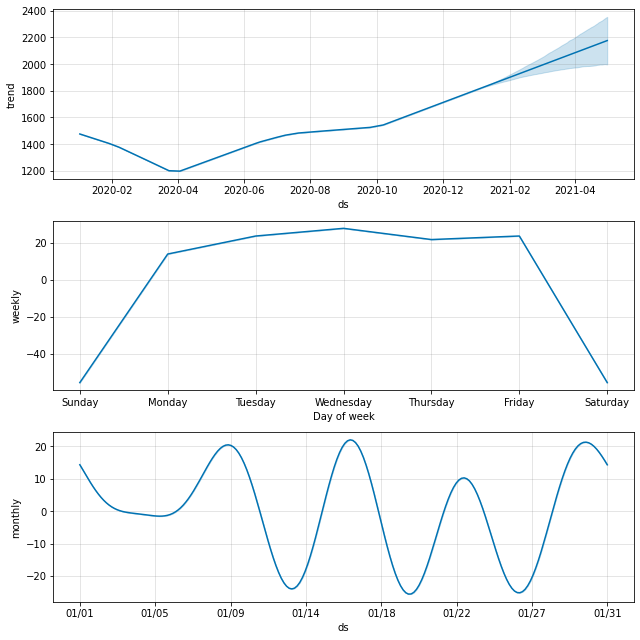 2400
2200
2000
1800
1600
1400
1200
trend
2020-02 2020-04 2020-06 2020-08 2020-10 2020-12 2021-02 2021-04
ds
20
0
−20
−40
weekly
Sunday Monday Tuesday Wednesday Thursday Friday Saturday
Day of week
20
10
0
−10
−20
monthly
01/01 01/05 01/09 01/14 01/18 01/22 01/27 01/31
ds